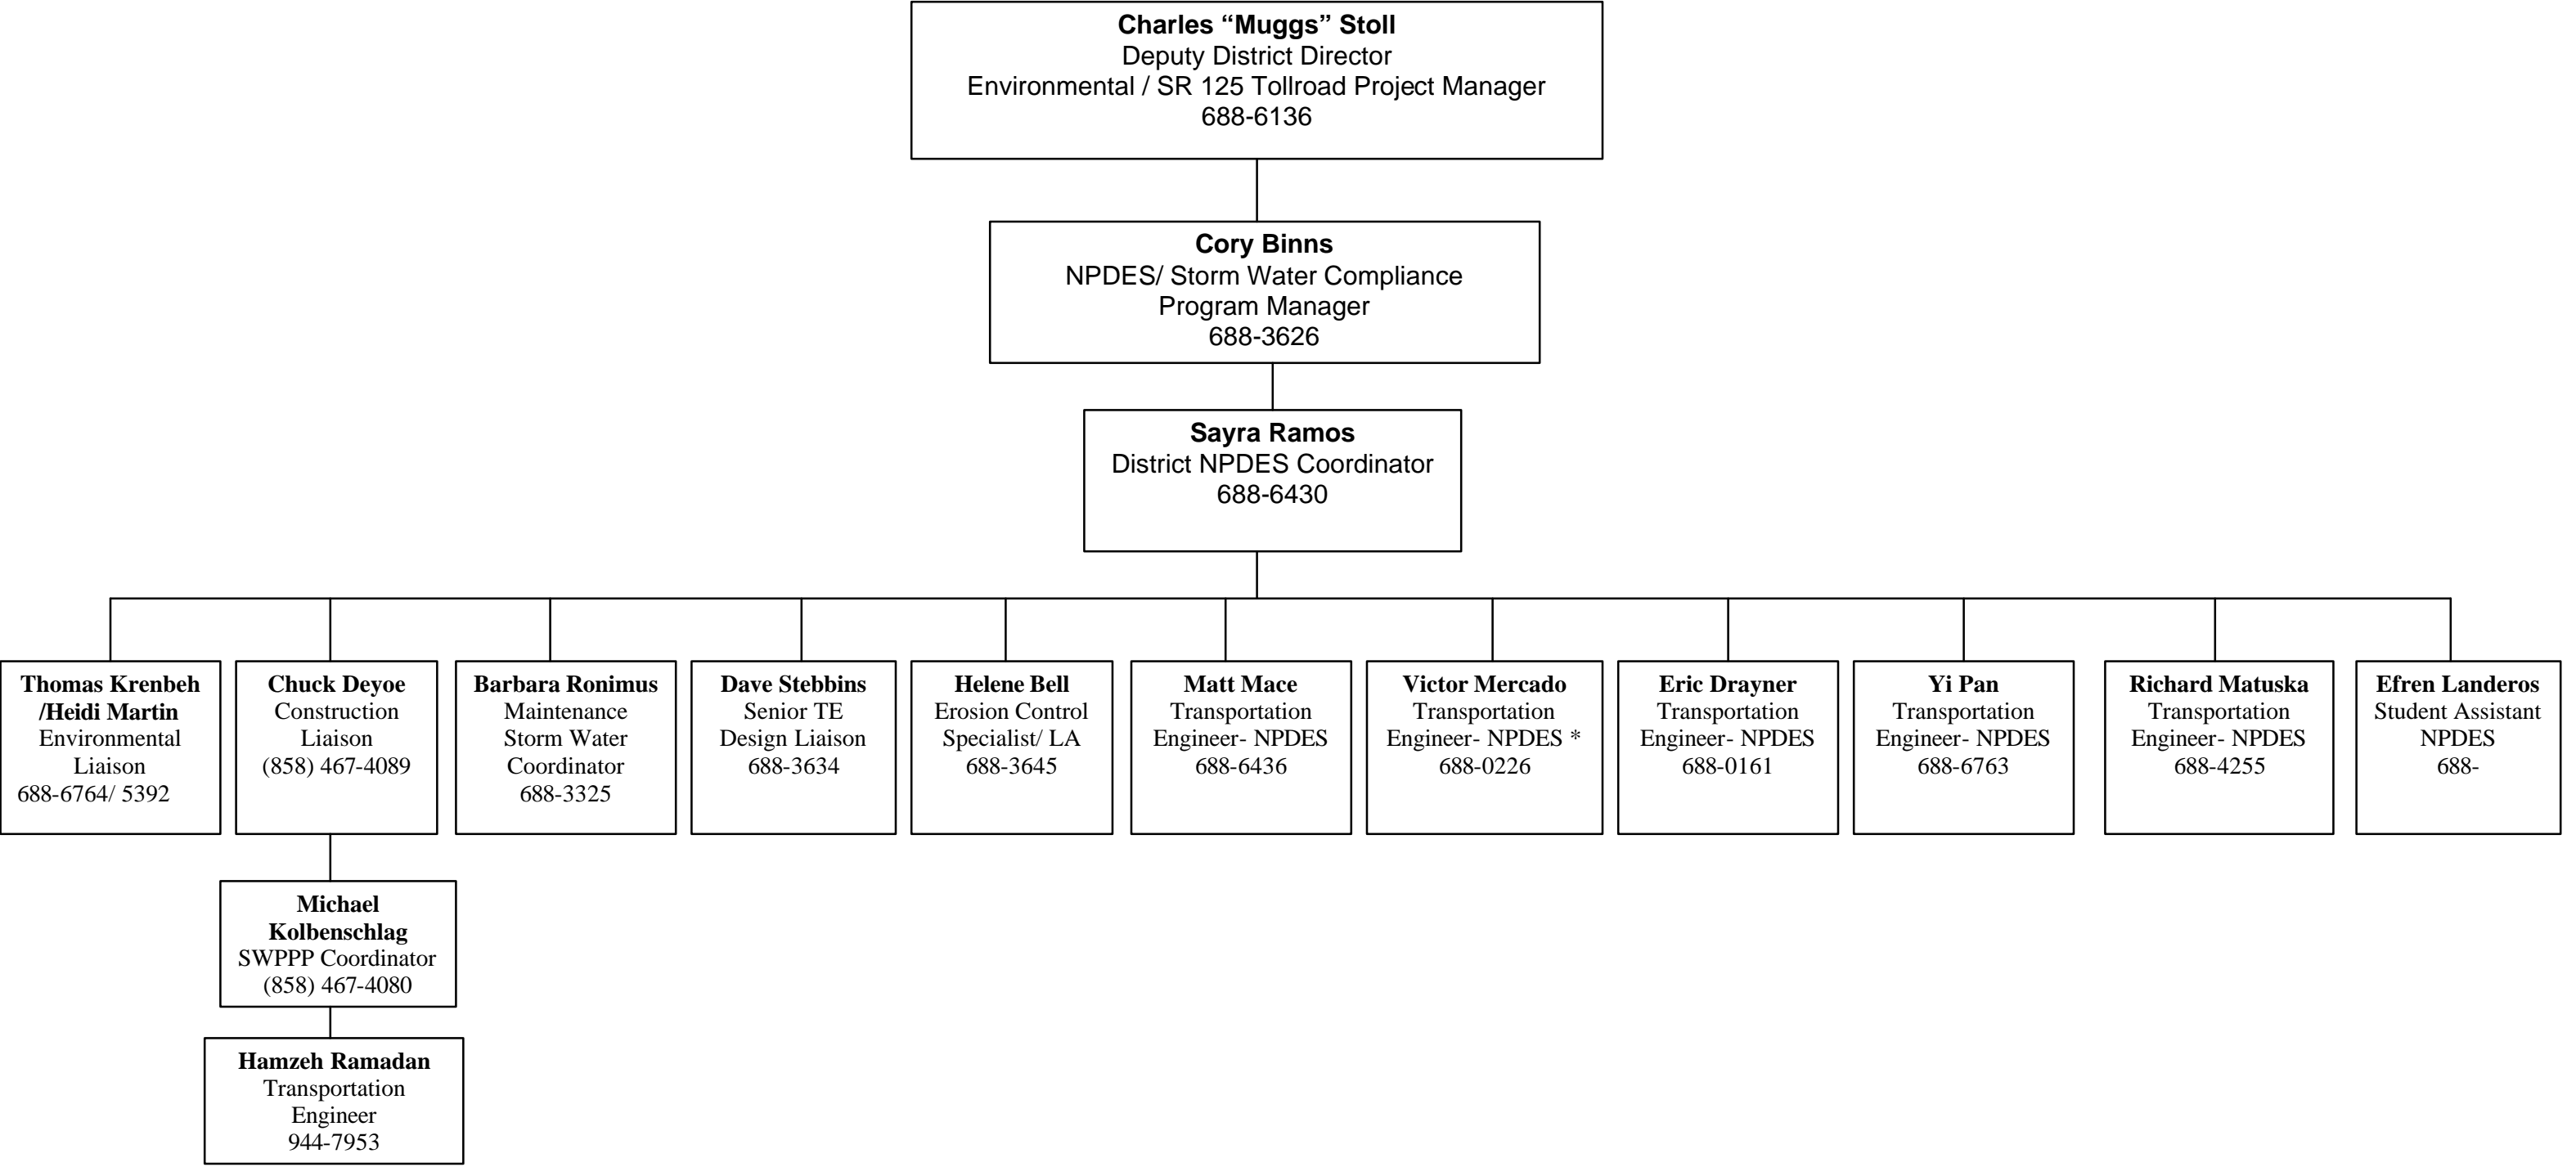 Charles “Muggs” Stoll
Deputy District Director
Environmental / SR 125 Tollroad Project Manager
688-6136
Cory Binns
NPDES/ Storm Water Compliance
Program Manager
688-3626
Sayra Ramos
District NPDES Coordinator
688-6430
Thomas Krenbeh
/Heidi Martin
Environmental
Liaison
688-6764/ 5392
Chuck Deyoe
Construction
Liaison
(858) 467-4089
Barbara Ronimus
Maintenance
Storm Water
Coordinator
688-3325
Dave Stebbins
Senior TE
Design Liaison
688-3634
Helene Bell
Erosion Control
Specialist/ LA
688-3645
Matt Mace
Transportation
Engineer- NPDES
688-6436
Victor Mercado
Transportation
Engineer- NPDES *
688-0226
Eric Drayner
Transportation
Engineer- NPDES
688-0161
Yi Pan
Transportation
Engineer- NPDES
688-6763
Richard Matuska
Transportation
Engineer- NPDES
688-4255
Efren Landeros
Student Assistant
NPDES
688-
Michael
Kolbenschlag
SWPPP Coordinator
(858) 467-4080
Hamzeh Ramadan
Transportation
Engineer
944-7953